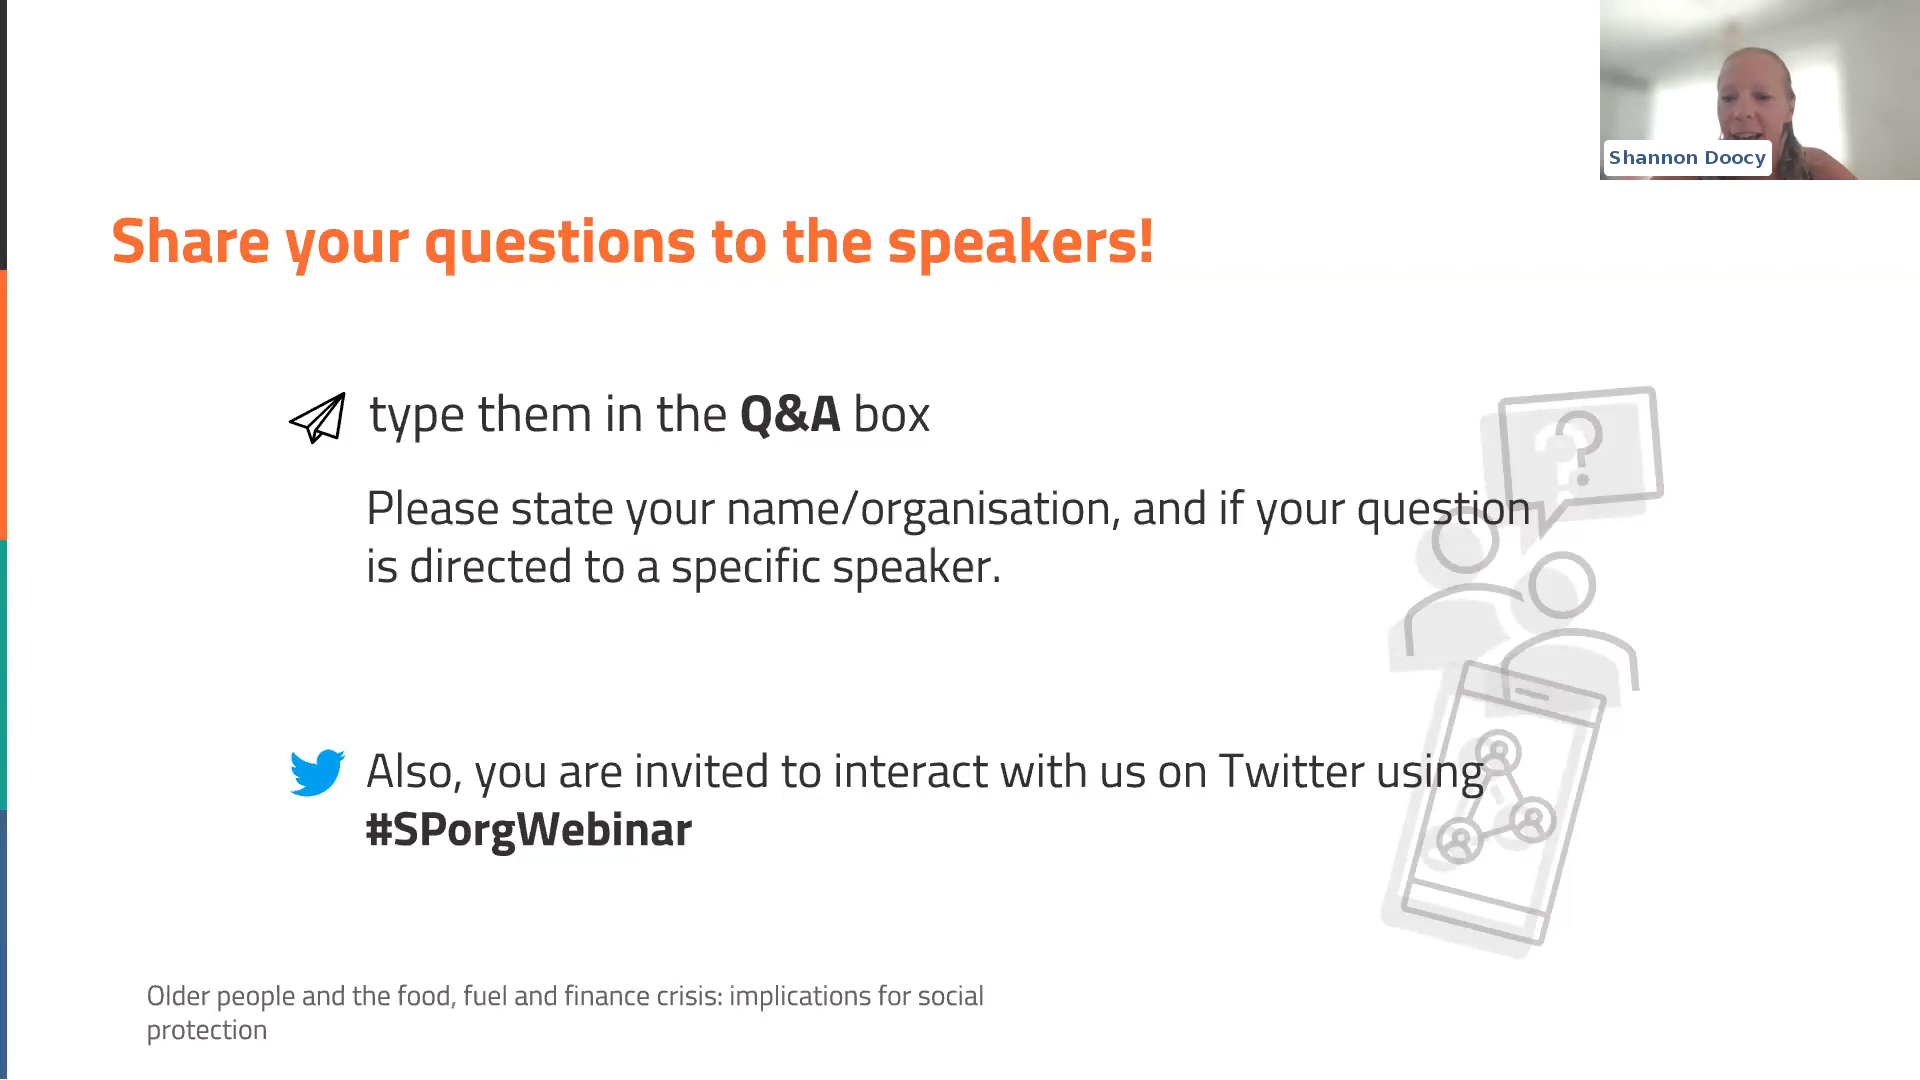 Shannon Doocy
Share your questions to the speakers!
type them in the Q&A box
Please state your name/organisation, and if your question
is directed to a specific speaker.
Also, you are invited to interact with us on Twitter using
#SPorgWebinar
Older people and the food, fuel and finance crisis: implications for social
protection